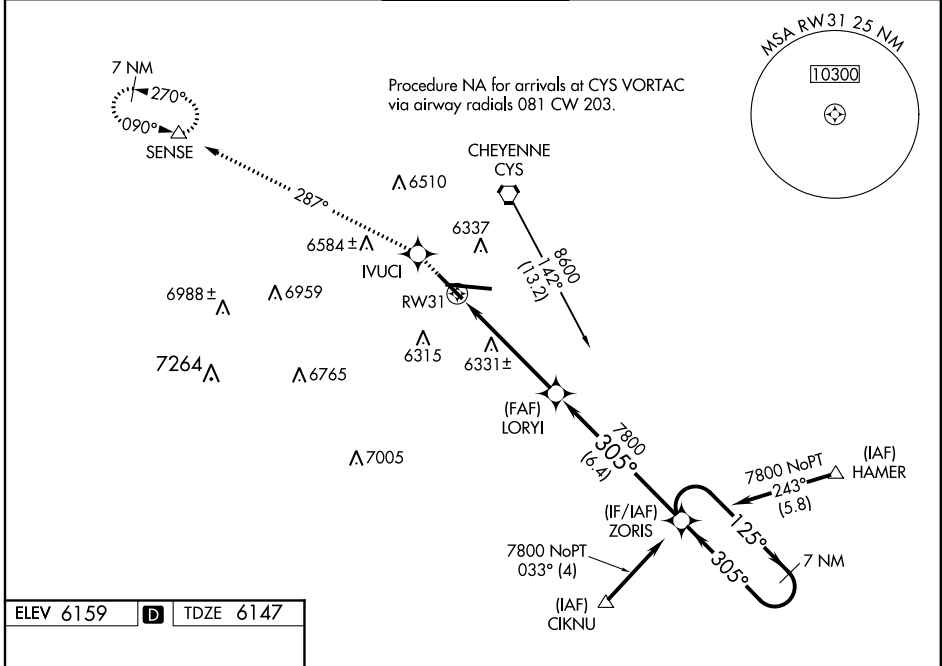 MSA RW31 25 NM
10300
7 NM
270°
090°
SENSE
Procedure NA for arrivals at CYS VORTAC
via airway radials 081 CW 203.
CHEYENNE
CYS
6510
287°
6337
6584 ±
IVUCI
8600
142°
(13.2)
6988 ±
6959
RW31
6315
6331±
7264
6765
(FAF)
LORYI
7800
305°
(6.4)
7005
(IAF)
HAMER
7800 NoPT
243°
(5.8)
(IF/IAF)
ZORIS
125°
305°
7 NM
7800 NoPT
033° (4)
(IAF)
CIKNU
ELEV 6159 D TDZE 6147